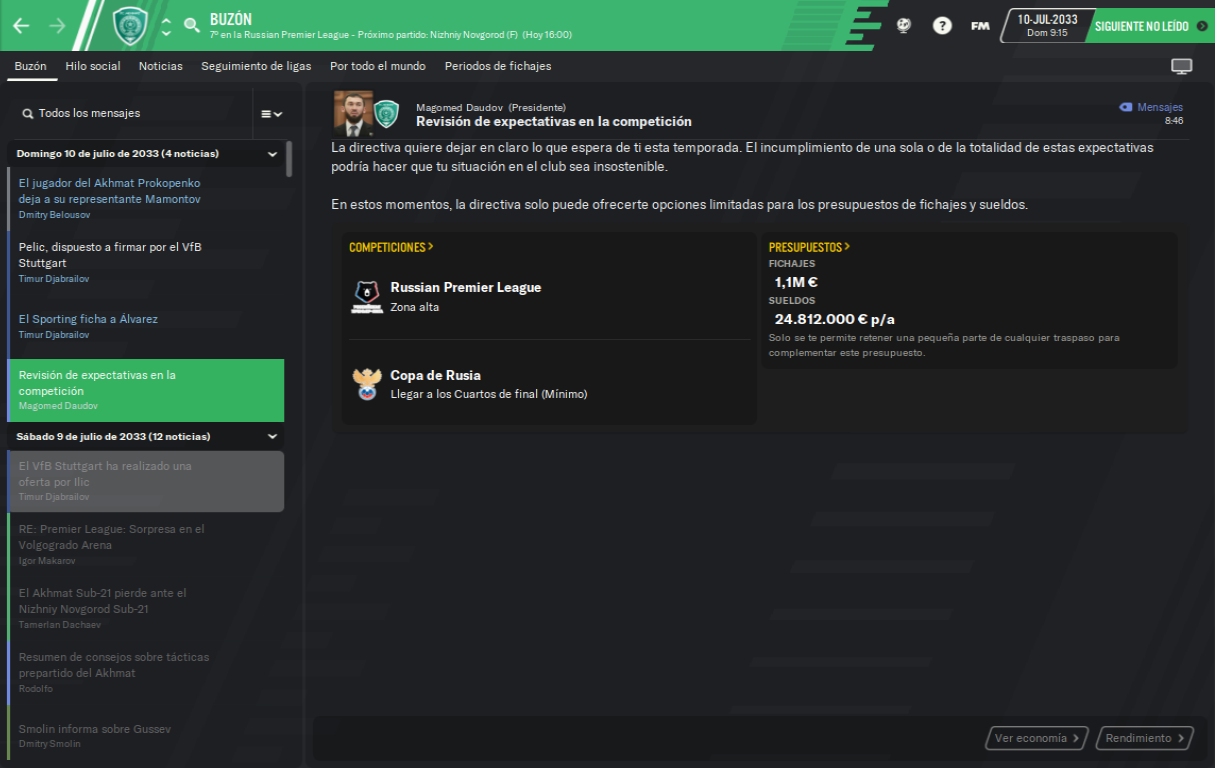 BUZÓN
7º en la Russian Premier League - Próximo partido: Nizhniy Novgorod (F) (Hoy 16:00)
?
FM
10-JUL-2033
Dom 9:15
SIGUIENTE NO LEÍDO
Buzón Hilo social Noticias Seguimiento de ligas Por todo el mundo Periodos de fichajes
Todos los mensajes
Domingo 10 de julio de 2033 (4 noticias)
El jugador del Akhmat Prokopenko
deja a su representante Mamontov
Dmitry Belousov
Pelic, dispuesto a firmar por el VfB
Stuttgart
Timur Djabrailov
El Sporting ficha a Álvarez
Timur Djabrailov
Revisión de expectativas en la
competición
Magomed Daudov
Sábado 9 de julio de 2033 (12 noticias)
El VfB Stuttgart ha realizado una
oferta por Ilic
Timur Djabrailov
RE: Premier League: Sorpresa en el
Volgogrado Arena
Igor Makarov
El Akhmat Sub-21 pierde ante el
Nizhniy Novgorod Sub-21
Tamerlan Dachaev
Resumen de consejos sobre tácticas
prepartido del Akhmat
Rodolfo
Smolin informa sobre Gussev
Dmitry Smolin
Magomed Daudov (Presidente)
Revisión de expectativas en la competición
Mensajes
8:46
La directiva quiere dejar en claro lo que espera de ti esta temporada. El incumplimiento de una sola o de la totalidad de estas expectativas
podría hacer que tu situación en el club sea insostenible.
En estos momentos, la directiva solo puede ofrecerte opciones limitadas para los presupuestos de fichajes y sueldos.
COMPETICIONES >
Russian Premier League
Zona alta
Copa de Rusia
Llegar a los Cuartos de final (Mínimo)
PRESUPUESTOS >
FICHAJES
1,1M €
SUELDOS
24.812.000 € p/a
Solo se te permite retener una pequeña parte de cualquier traspaso para
complementar este presupuesto.
Ver economía >
Rendimiento >